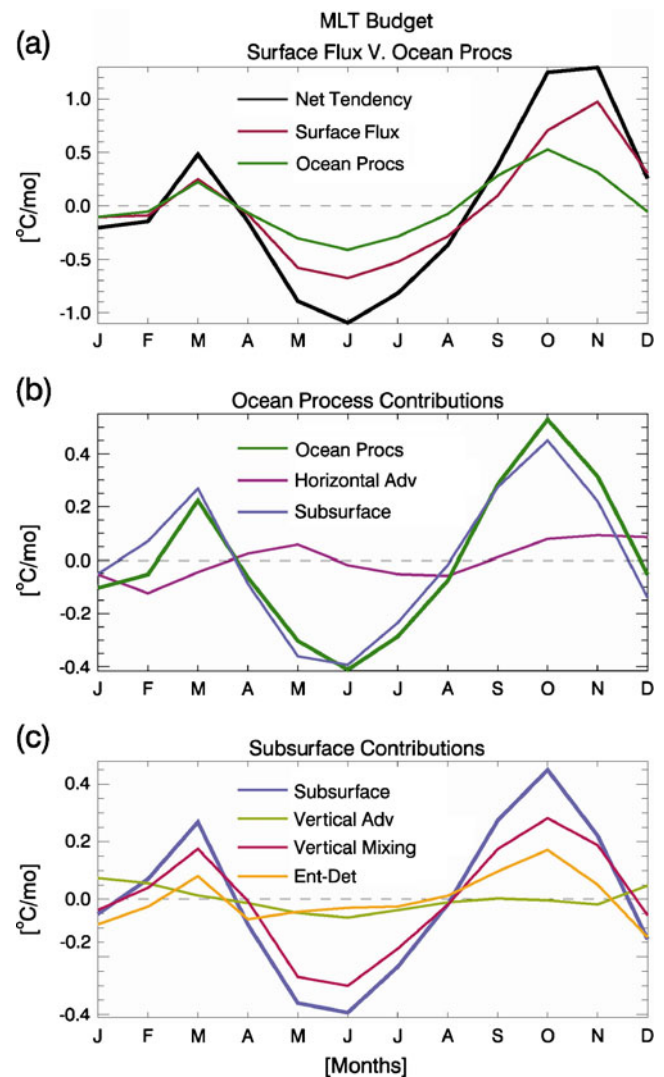 MLT Budget
(a)
Surface Flux V. Ocean Procs
Net Tendency
Surface Flux
Ocean Procs
[°C/mo]
1.0
0.5
0.0
-0.5
-1.0
J F M A M J J A S O N D
(b)
Ocean Process Contributions
Ocean Procs
Horizontal Adv
Subsurface
[°C/mo]
0.4
0.2
0.0
-0.2
-0.4
J F M A M J J A S O N D
(c)
Subsurface Contributions
Subsurface
Vertical Adv
Vertical Mixing
Ent-Det
[°C/mo]
0.4
0.2
0.0
-0.2
-0.4
J F M A M J J A S O N D
[Months]